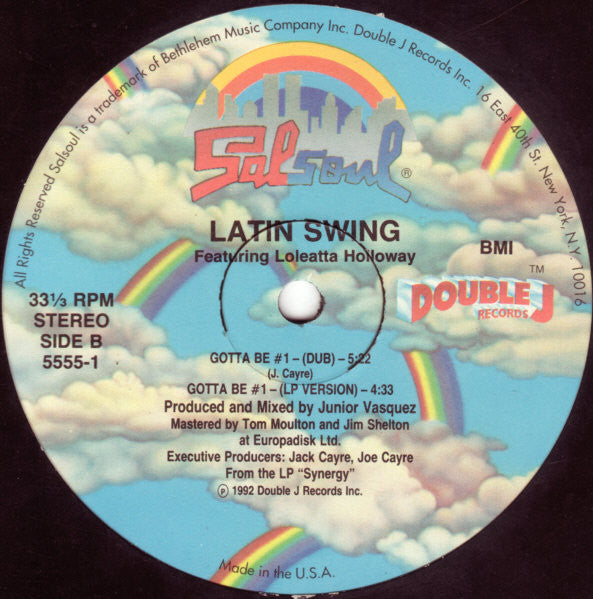 All Rights Reserved Salsoul is a trademark of Bethlehem Music Company Inc. Double J Records Inc. 16 East 40th St. New York, N.Y. 10016
Salsoul®
LATIN SWING
Featuring Loleatta Holloway
BMI
DOUBLE J™
RECORDS
33⅓ RPM
STEREO
SIDE B
5555-1
GOTTA BE #1 – (DUB) – 5:22
(J. Cayre)
GOTTA BE #1 – (LP VERSION) – 4:33
Produced and Mixed by Junior Vasquez
Mastered by Tom Moulton and Jim Shelton
at Europadisk Ltd.
Executive Producers: Jack Cayre, Joe Cayre
From the LP “Synergy”
℗ 1992 Double J Records Inc.
Made in the U.S.A.